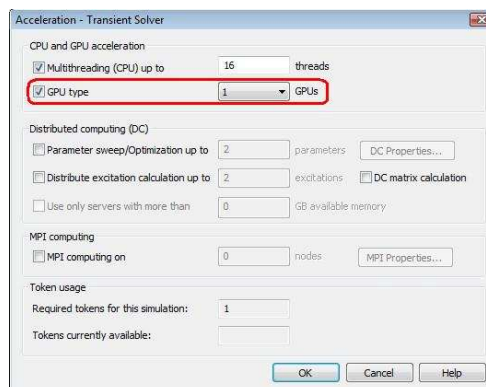 Acceleration - Transient Solver
CPU and GPU acceleration
Multithreading (CPU) up to 16 threads
GPU type 1 GPUs
Distributed computing (DC)
Parameter sweep/Optimization up to 2 parameters DC Properties...
Distribute excitation calculation up to 2 excitations DC matrix calculation
Use only servers with more than 0 GB available memory
MPI computing
MPI computing on 0 nodes MPI Properties...
Token usage
Required tokens for this simulation: 1
Tokens currently available:
OK Cancel Help